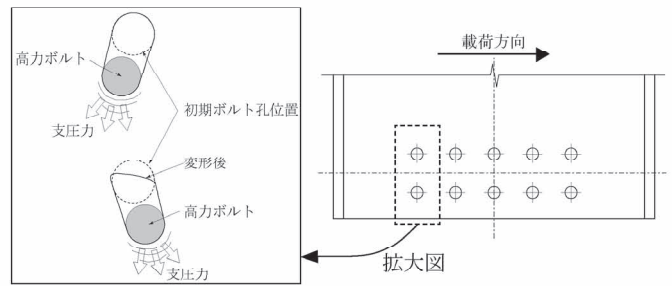 高力ボルト
支圧力
初期ボルト孔位置
変形後
高力ボルト
支圧力
載荷方向
拡大図